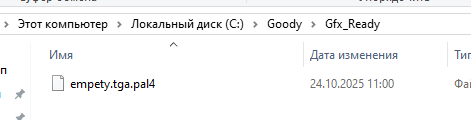 Этот компьютер › Локальный диск (C:) › Goody › Gfx_Ready
Имя Дата изменения
п empety.tga.pal4 24.10.2025 11:00